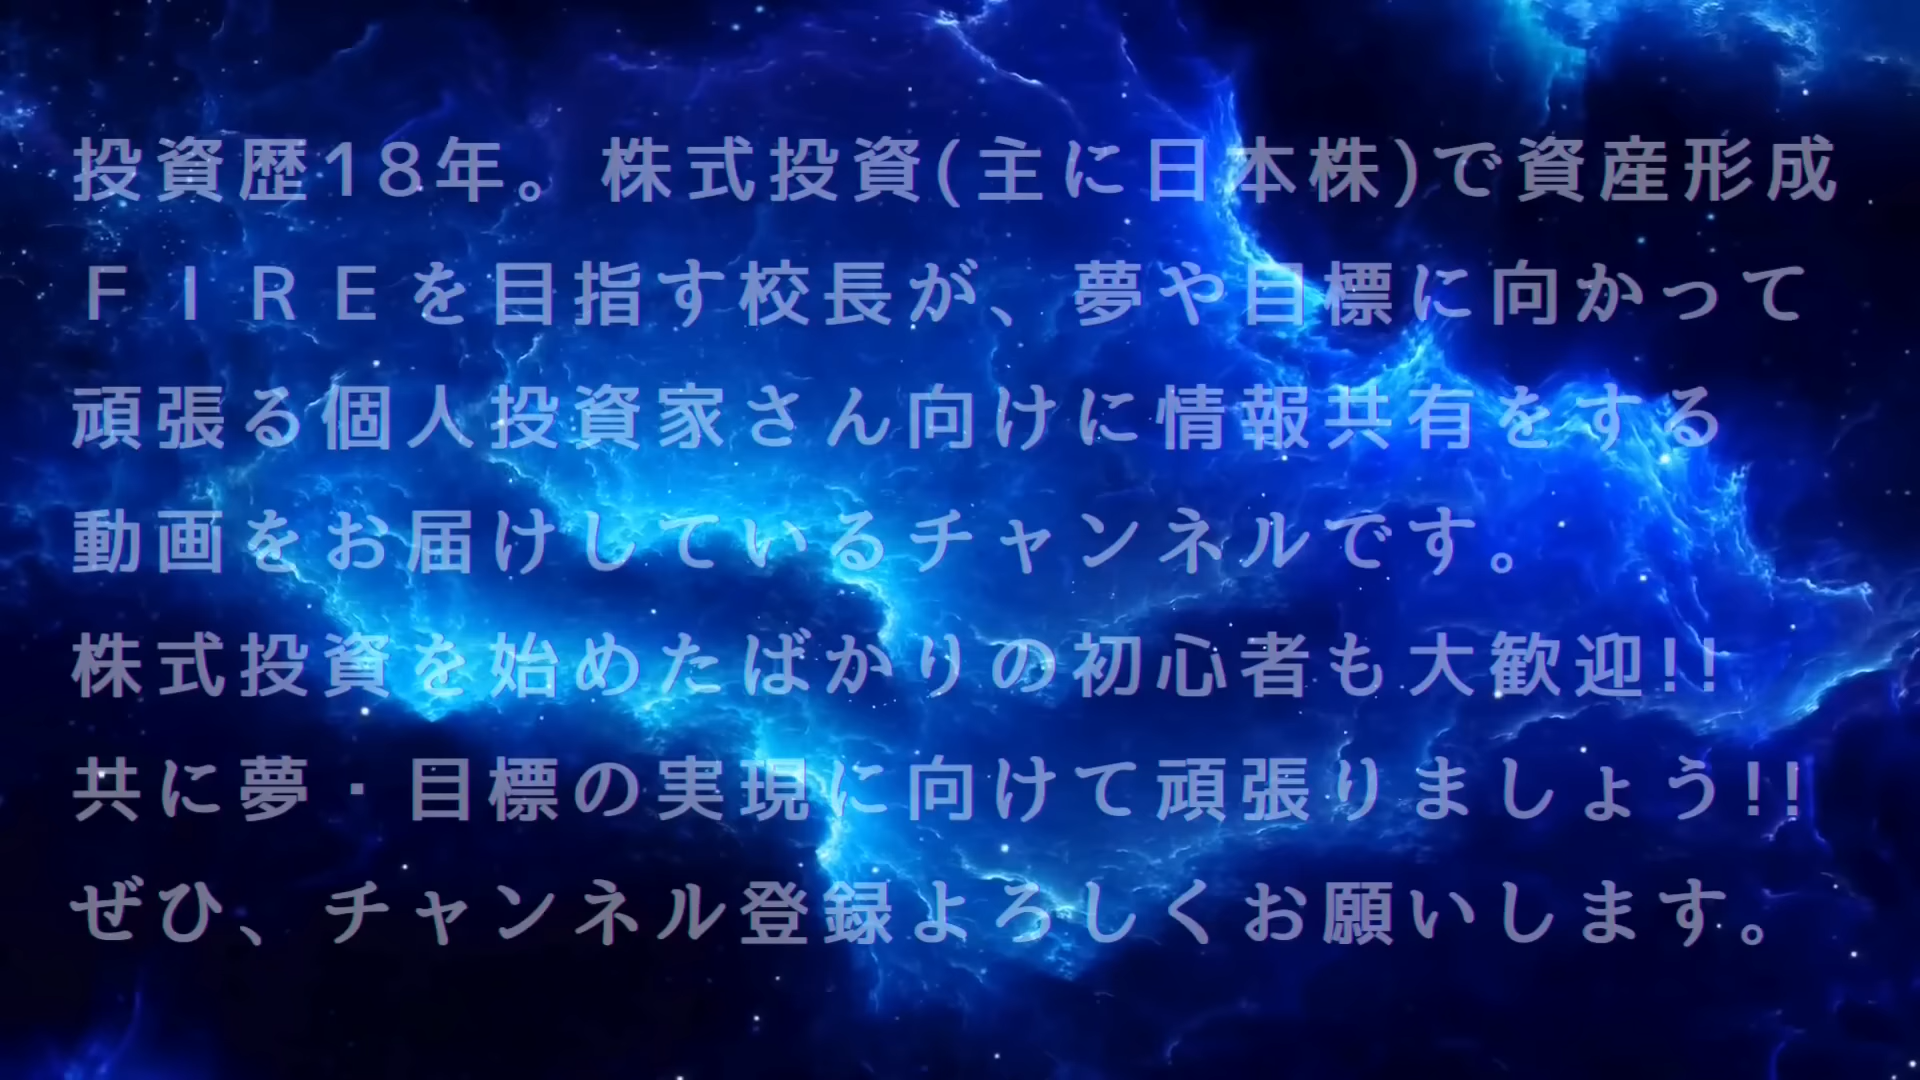 投資歴18年。株式投資(主に日本株)で資産形成
ＦＩＲＥを目指す校長が、夢や目標に向かって
頑張る個人投資家さん向けに情報共有をする
動画をお届けしているチャンネルです。
株式投資を始めたばかりの初心者も大歓迎!!
共に夢・目標の実現に向けて頑張りましょう!!
ぜひ、チャンネル登録よろしくお願いします。